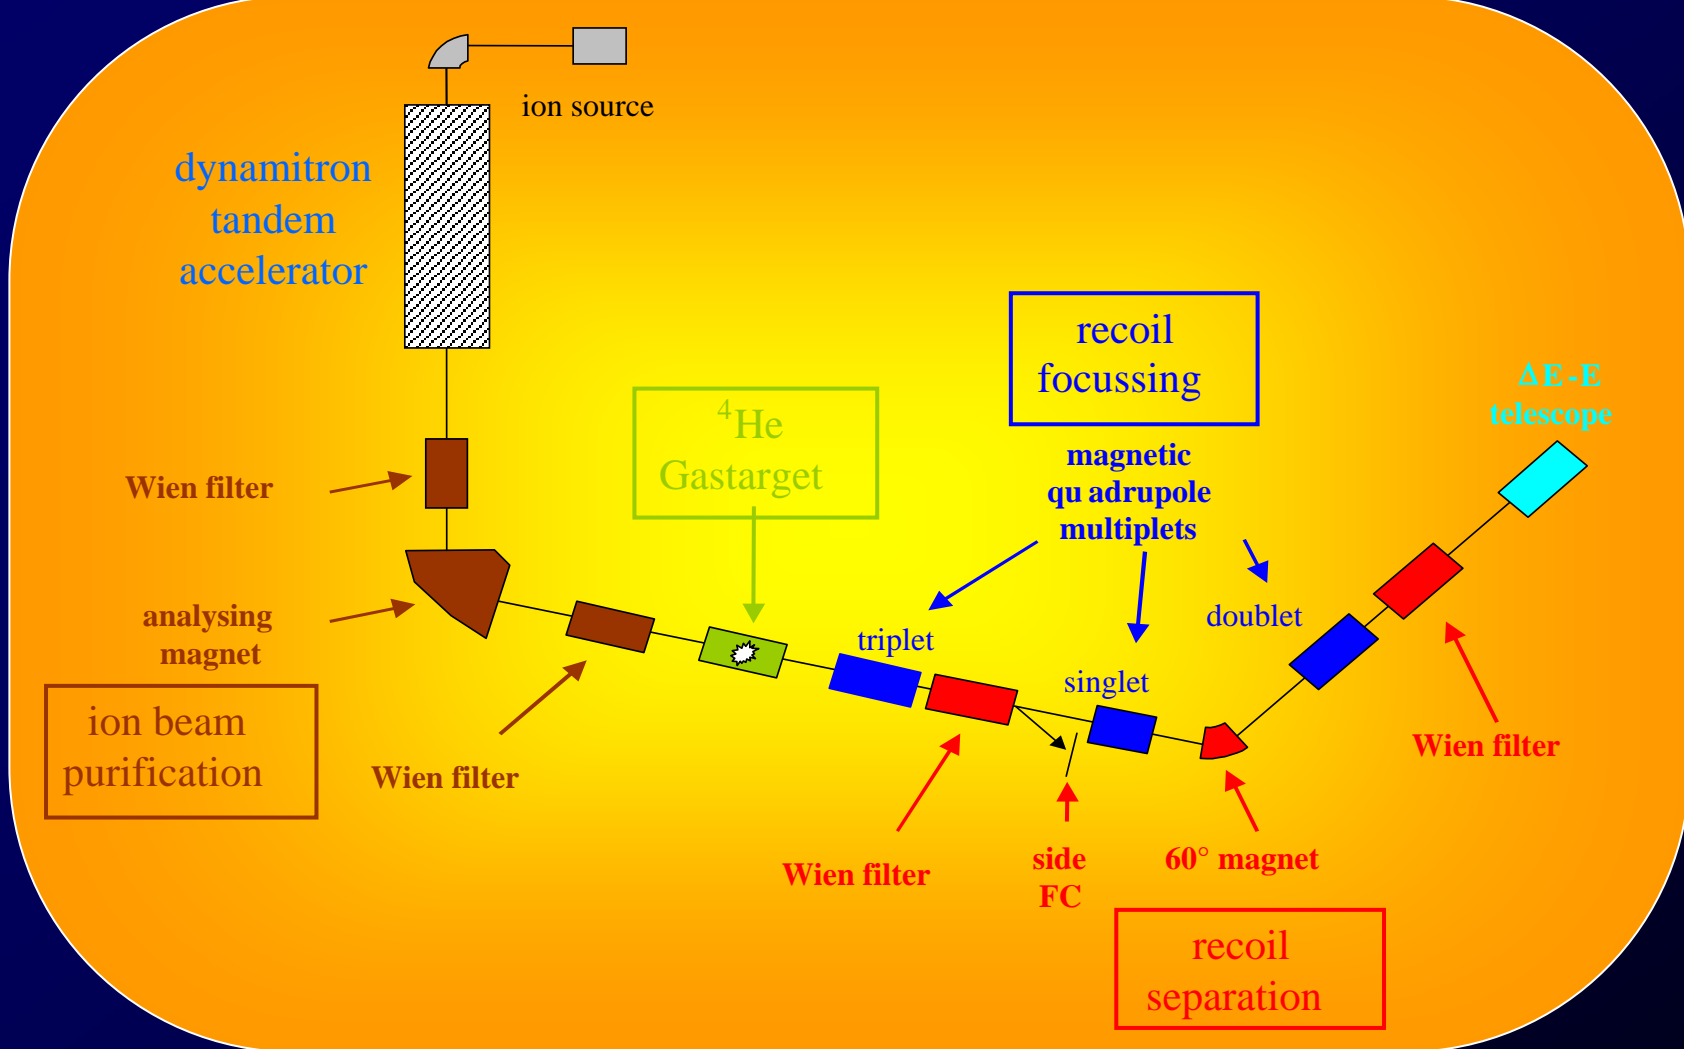 ion source
dynamitron
tandem
accelerator
recoil
focussing
ΔE-E
telescope
⁴He
Gastarget
magnetic
qu adrupole
multiplets
Wien filter
analysing
magnet
triplet
doublet
singlet
ion beam
purification
Wien filter
Wien filter
Wien filter
side
FC
60° magnet
recoil
separation